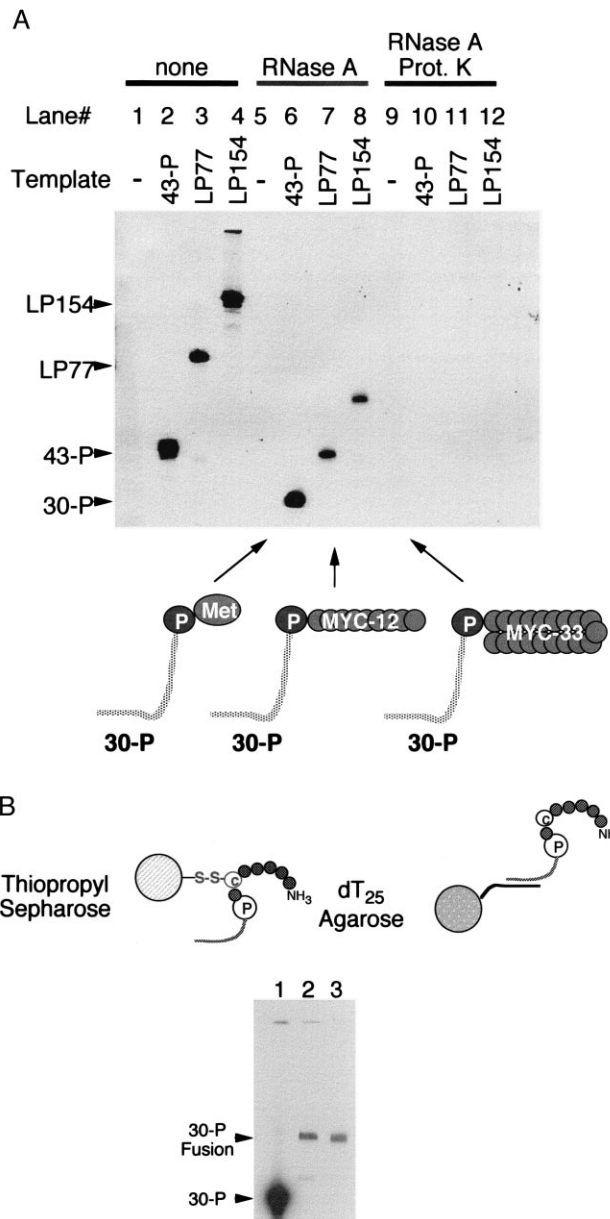 A
none RNase A RNase A
Prot. K
Lane# 1 2 3 4 5 6 7 8 9 10 11 12
Template - 43-P LP77 LP154 - 43-P LP77 LP154 - 43-P LP77 LP154
LP154
LP77
43-P
30-P
P Met P MYC-12 P MYC-33
30-P 30-P 30-P
B
Thiopropyl
Sepharose
S-S-C
P
NH3
dT25
Agarose
C
P
1 2 3
30-P
Fusion
30-P